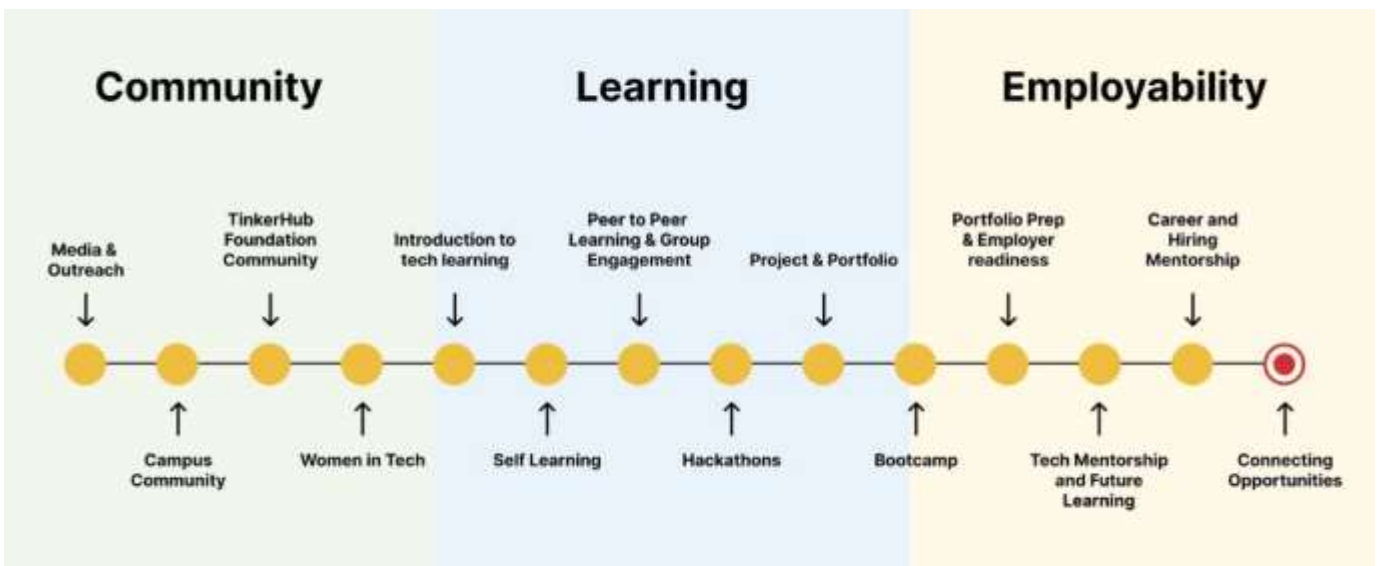 Community
Learning
Employability
Media &
Outreach
TinkerHub
Foundation
Community
Introduction to
tech learning
Peer to Peer
Learning & Group
Engagement
Project & Portfolio
Portfolio Prep
& Employer
readiness
Career and
Hiring
Mentorship
Campus
Community
Women in Tech
Self Learning
Hackathons
Bootcamp
Tech Mentorship
and Future
Learning
Connecting
Opportunities